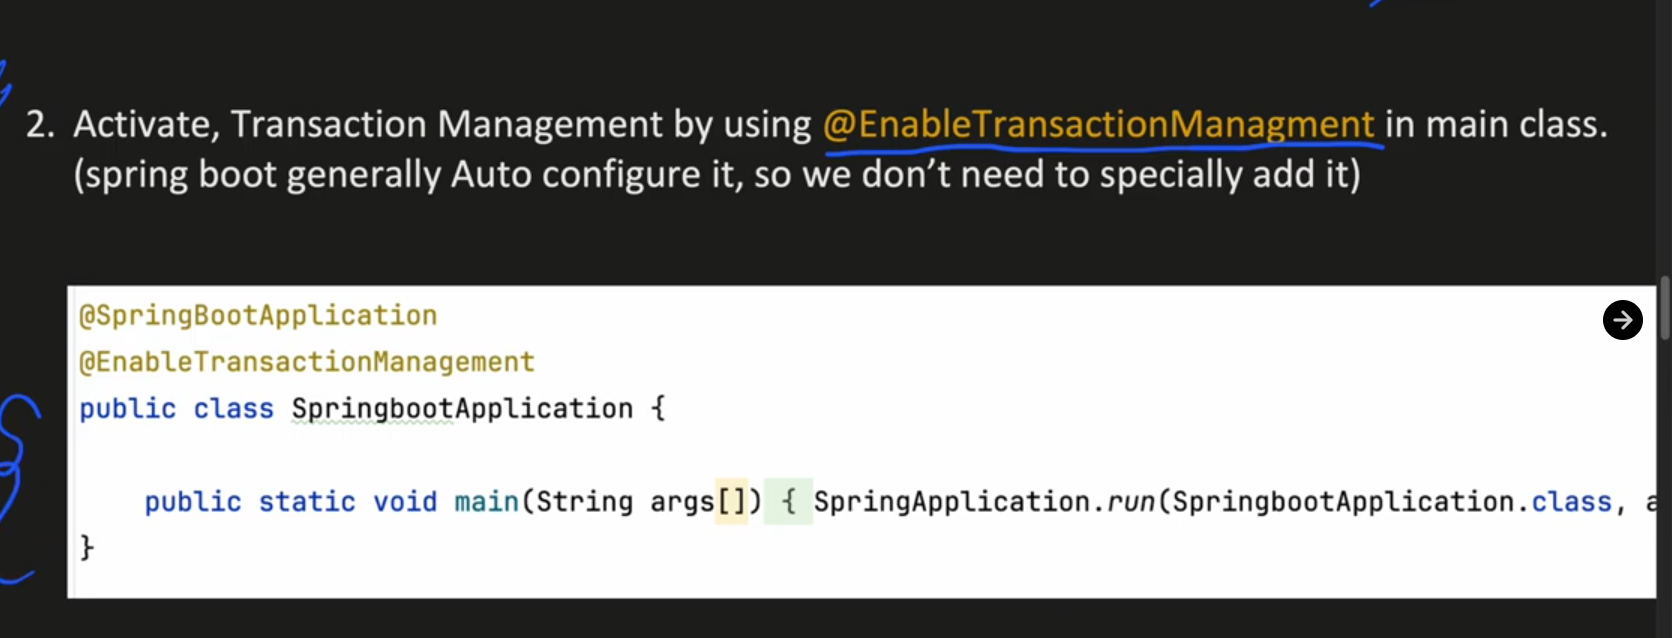 2. Activate, Transaction Management by using @EnableTransactionManagment in main class.
(spring boot generally Auto configure it, so we don’t need to specially add it)
@SpringBootApplication
@EnableTransactionManagement
public class SpringbootApplication {
public static void main(String args[]) { SpringApplication.run(SpringbootApplication.class, a
}